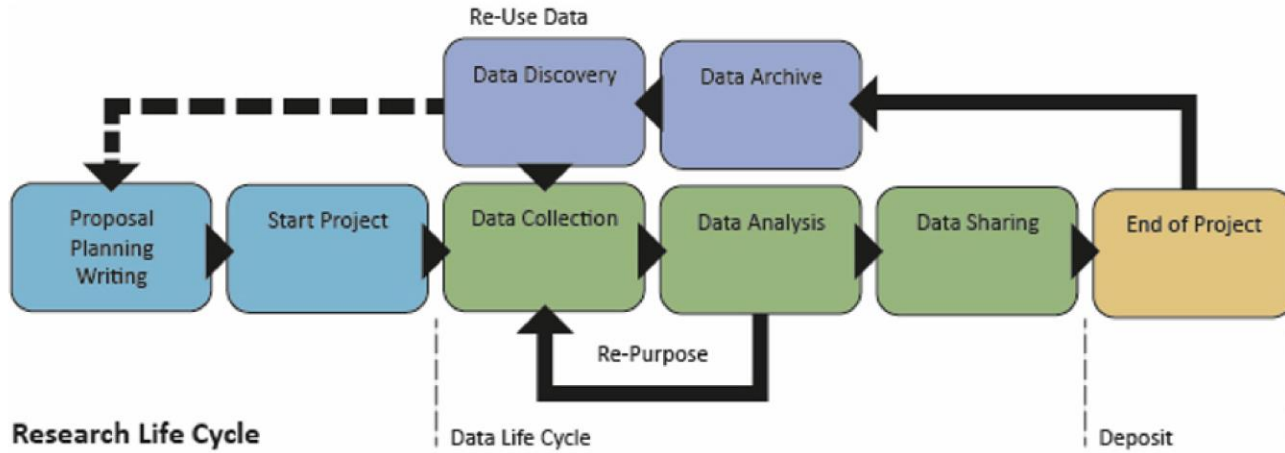 Re-Use Data
Data Discovery
Data Archive
Proposal
Planning
Writing
Start Project
Data Collection
Data Analysis
Data Sharing
End of Project
Re-Purpose
Research Life Cycle
Data Life Cycle
Deposit